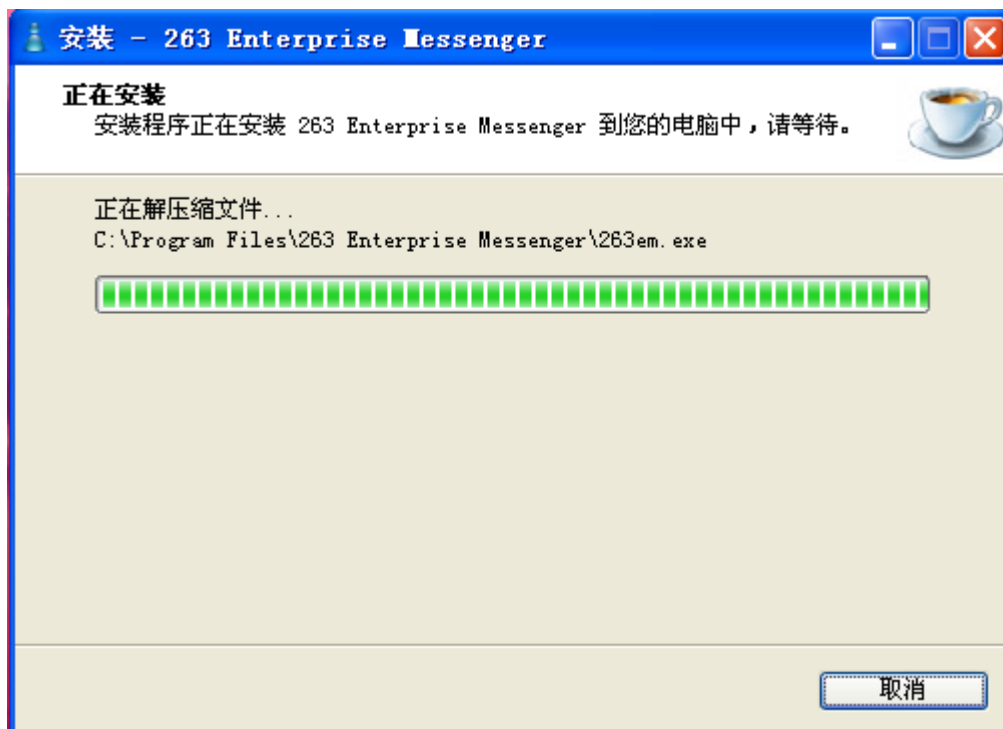 安装 - 263 Enterprise Messenger
正在安装
安装程序正在安装 263 Enterprise Messenger 到您的电脑中，请等待。
正在解压缩文件...
C:\Program Files\263 Enterprise Messenger\263em.exe
取消